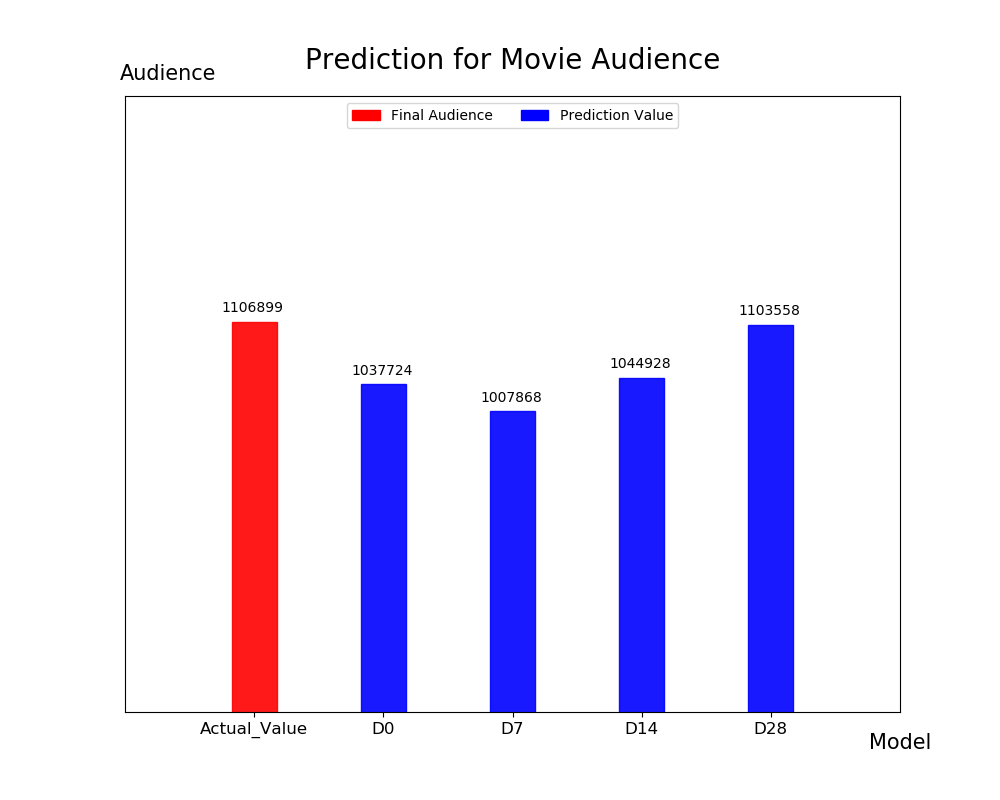 Prediction for Movie Audience
Audience
Final Audience Prediction Value
1106899
1037724
1007868
1044928
1103558
Actual_Value D0 D7 D14 D28
Model